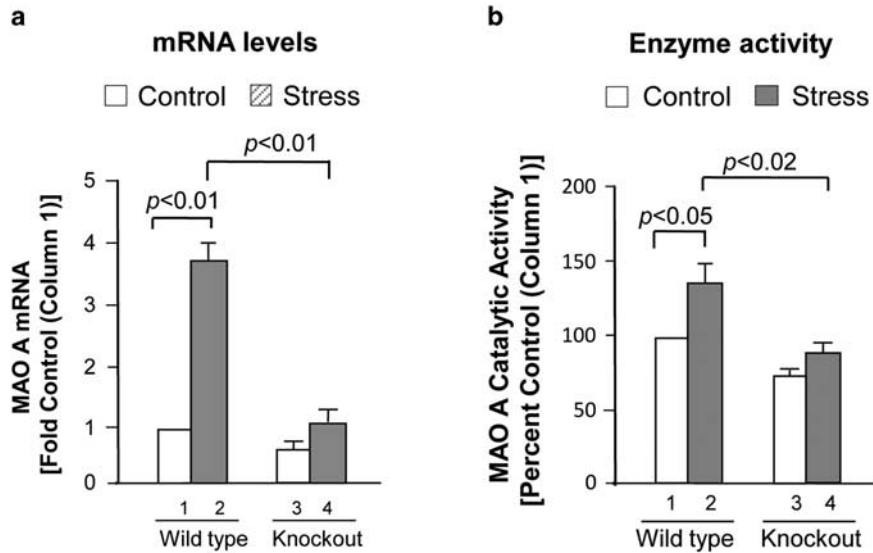 a
mRNA levels
Control Stress
p<0.01
p<0.01
5
4
3
2
1
0
MAO A mRNA
[Fold Control (Column 1)]
1 2 3 4
Wild type Knockout
b
Enzyme activity
Control Stress
p<0.02
p<0.05
200
150
100
50
0
MAO A Catalytic Activity
[Percent Control (Column 1)]
1 2 3 4
Wild type Knockout